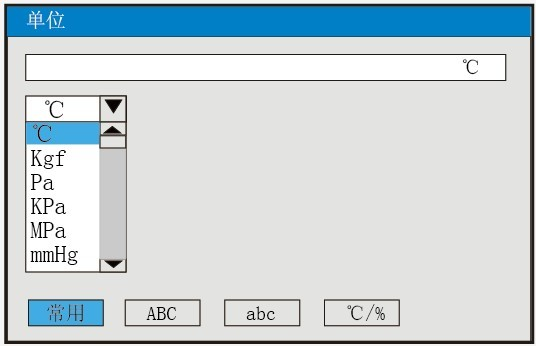 单位
℃
℃
℃
Kgf
Pa
KPa
MPa
mmHg
常用 ABC abc ℃/%